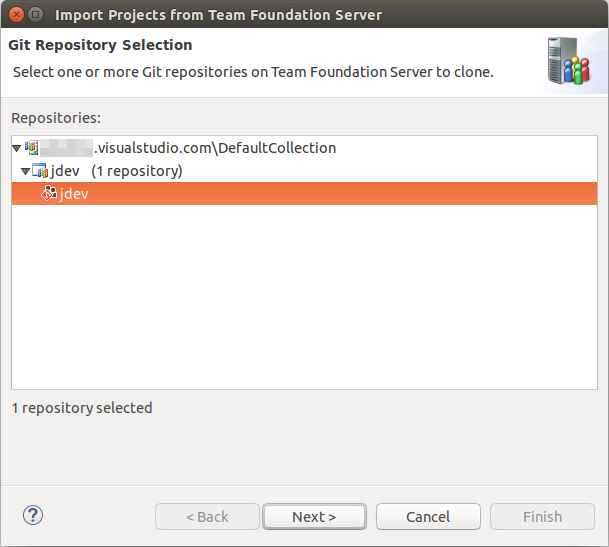 Import Projects from Team Foundation Server
Git Repository Selection
Select one or more Git repositories on Team Foundation Server to clone.
Repositories:
.visualstudio.com\DefaultCollection
jdev (1 repository)
jdev
1 repository selected
? < Back Next > Cancel Finish